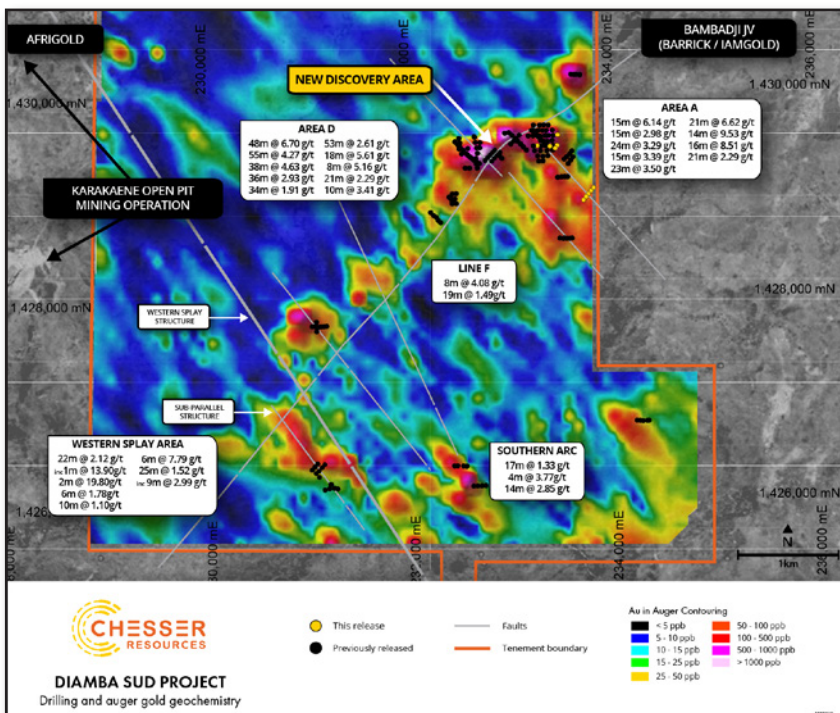 AFRIGOLD
230,000 mE
234,000 mE
BAMBADJI JV
(BARRICK / IAMGOLD)
NEW DISCOVERY AREA
1,430,000 mN
1,430,000 mN
AREA D
48m @ 6.70 g/t 53m @ 2.61 g/t
55m @ 4.27 g/t 18m @ 5.61 g/t
38m @ 4.63 g/t 8m @ 5.16 g/t
36m @ 2.93 g/t 21m @ 2.29 g/t
34m @ 1.91 g/t 10m @ 3.41 g/t
AREA A
15m @ 6.14 g/t 21m @ 6.62 g/t
15m @ 2.98 g/t 14m @ 9.53 g/t
24m @ 3.29 g/t 16m @ 8.51 g/t
15m @ 3.39 g/t 21m @ 2.29 g/t
23m @ 3.50 g/t
KARAKAENE OPEN PIT
MINING OPERATION
LINE F
8m @ 4.08 g/t
19m @ 1.49g/t
1,428,000 mN
1,428,000 mN
WESTERN SPLAY
STRUCTURE
SUB-PARALLEL
STRUCTURE
WESTERN SPLAY AREA
22m @ 2.12 g/t 6m @ 7.79 g/t
inc 1m @ 13.90g/t 25m @ 1.52 g/t
2m @ 19.80g/t inc 9m @ 2.99 g/t
6m @ 1.78g/t
10m @ 1.10g/t
SOUTHERN ARC
17m @ 1.33 g/t
4m @ 3.77g/t
14m @ 2.85 g/t
1,426,000 mN
234,000 mE
236,000 mE
N
1km
CHESSER
RESOURCES
DIAMBA SUD PROJECT
Drilling and auger gold geochemistry
This release
Previously released
Faults
Tenement boundary
Au in Auger Contouring
< 5 ppb
5 - 10 ppb
10 - 15 ppb
15 - 25 ppb
25 - 50 ppb
50 - 100 ppb
100 - 500 ppb
500 - 1000 ppb
> 1000 ppb